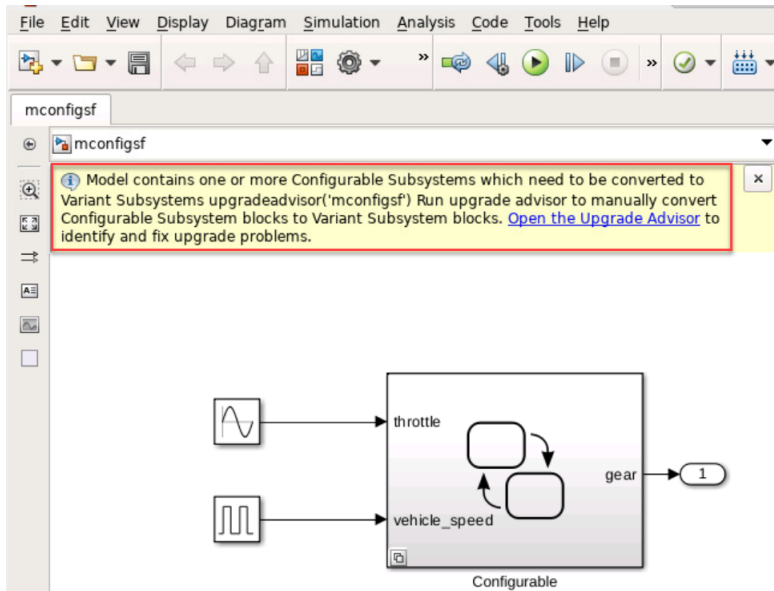 File Edit View Display Diagram Simulation Analysis Code Tools Help
» »
mconfigsf
mconfigsf
Model contains one or more Configurable Subsystems which need to be converted to
Variant Subsystems upgradeadvisor('mconfigsf') Run upgrade advisor to manually convert
Configurable Subsystem blocks to Variant Subsystem blocks. Open the Upgrade Advisor to
identify and fix upgrade problems.
throttle
gear
1
vehicle_speed
Configurable